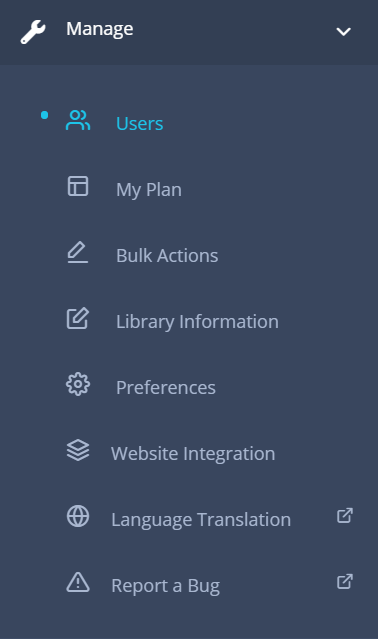 Manage
Users
My Plan
Bulk Actions
Library Information
Preferences
Website Integration
Language Translation
Report a Bug